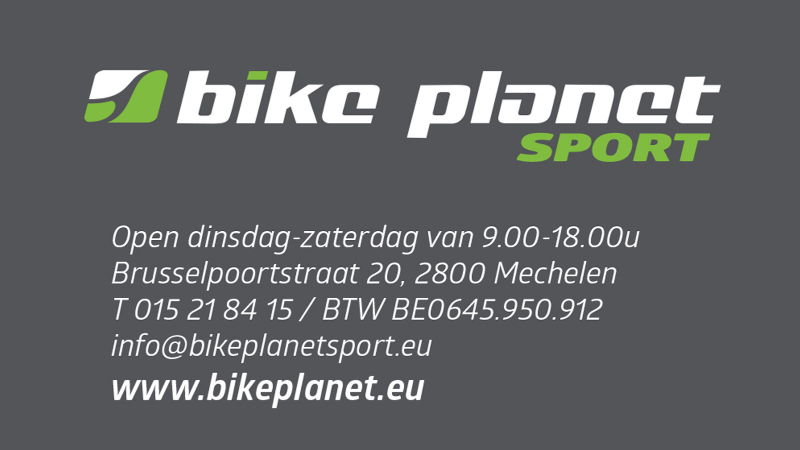 bike planet
SPORT
Open dinsdag-zaterdag van 9.00-18.00u
Brusselpoortstraat 20, 2800 Mechelen
T 015 21 84 15 / BTW BE0645.950.912
info@bikeplanetsport.eu
www.bikeplanet.eu